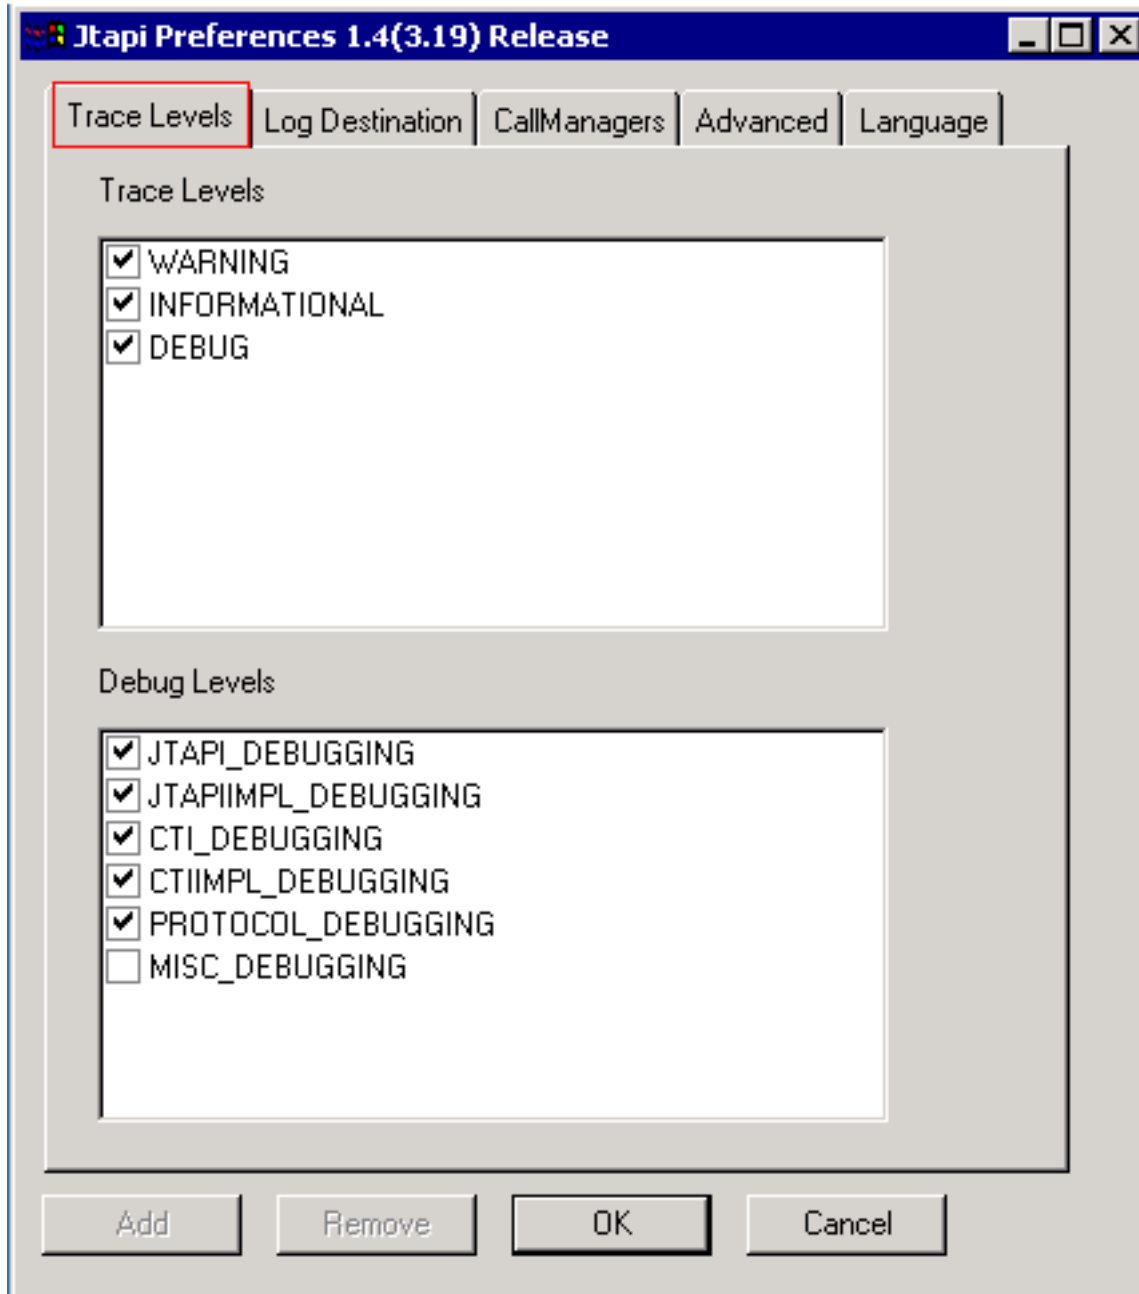 Jtapi Preferences 1.4(3.19) Release
Trace Levels Log Destination CallManagers Advanced Language
Trace Levels
WARNING
INFORMATIONAL
DEBUG
Debug Levels
JTAPI_DEBUGGING
JTAPIIMPL_DEBUGGING
CTI_DEBUGGING
CTIIMPL_DEBUGGING
PROTOCOL_DEBUGGING
MISC_DEBUGGING
Add Remove OK Cancel